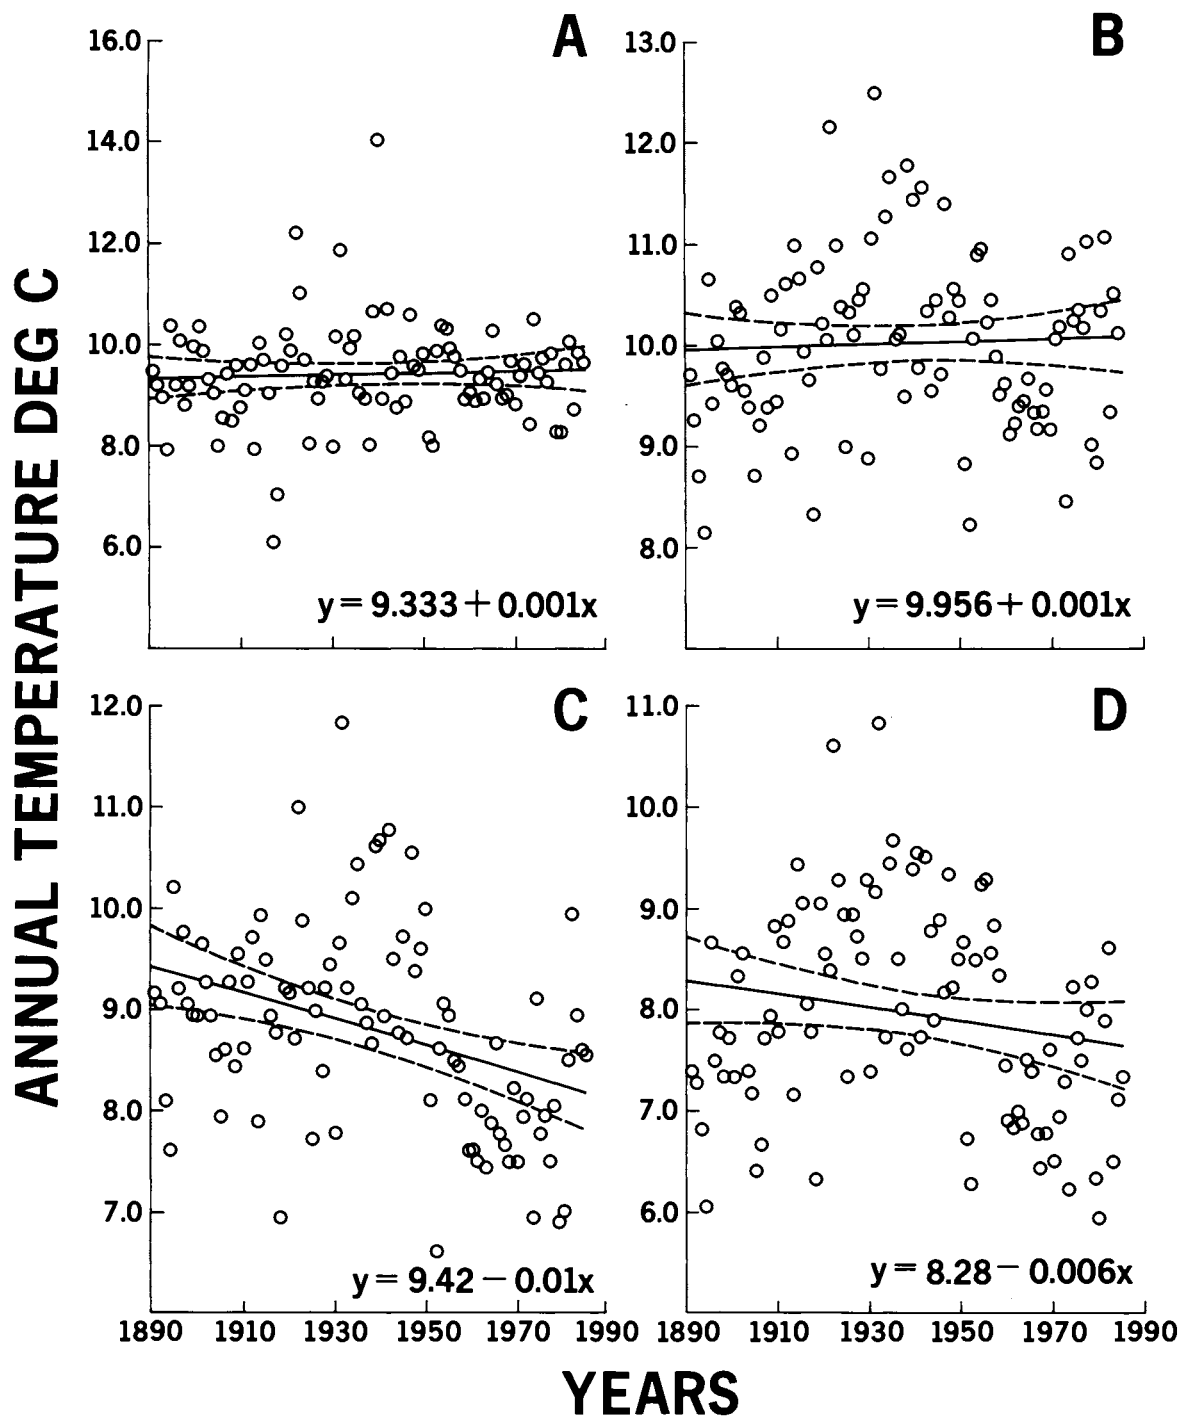 ANNUAL TEMPERATURE DEG C
A
16.0
14.0
12.0
10.0
8.0
6.0
y = 9.333 + 0.001x
B
13.0
12.0
11.0
10.0
9.0
8.0
y = 9.956 + 0.001x
C
12.0
11.0
10.0
9.0
8.0
7.0
y = 9.42 − 0.01x
1890 1910 1930 1950 1970 1990
D
11.0
10.0
9.0
8.0
7.0
6.0
y = 8.28 − 0.006x
1890 1910 1930 1950 1970 1990
YEARS